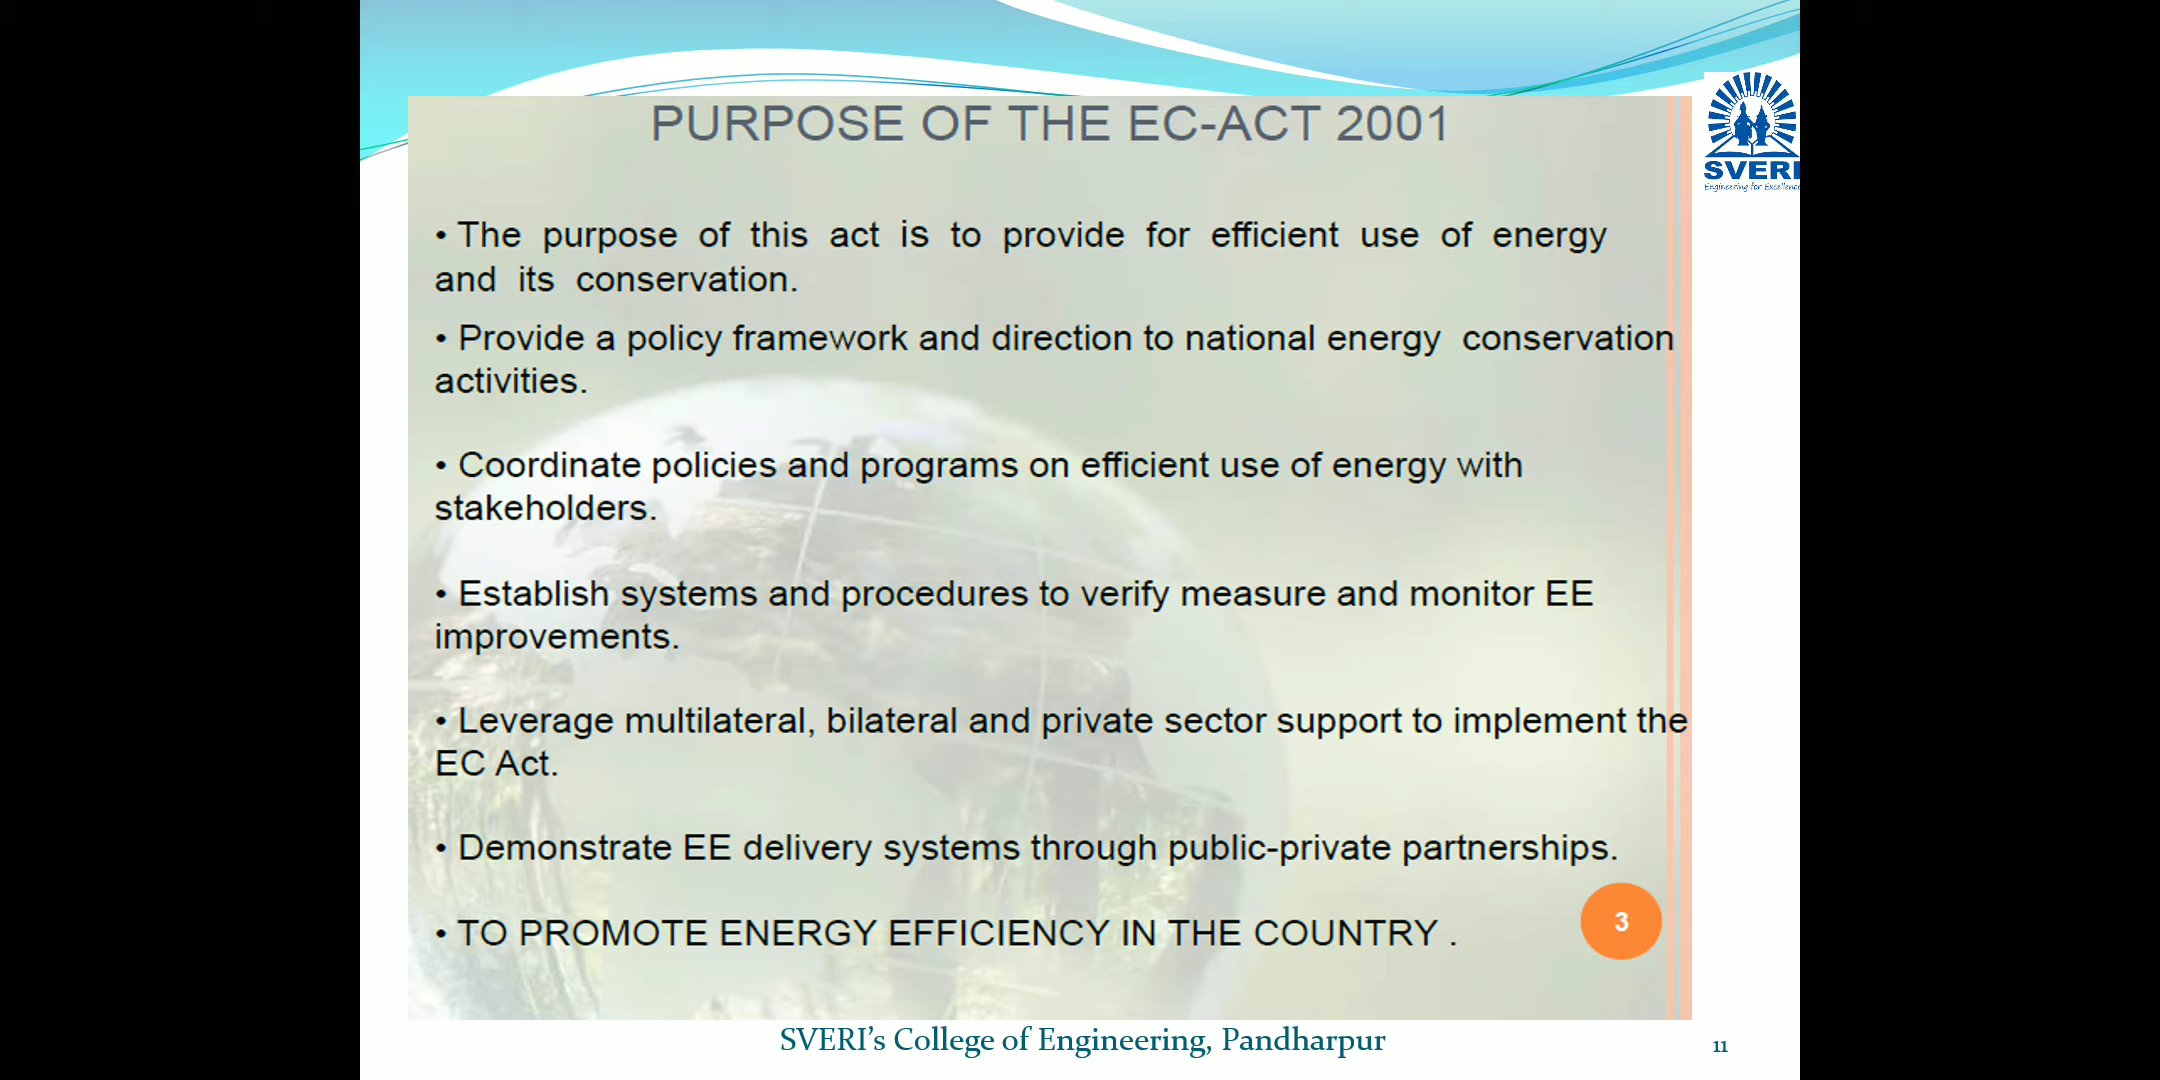 PURPOSE OF THE EC-ACT 2001
SVERI
Engineering for Excellence
• The purpose of this act is to provide for efficient use of energy
and its conservation.
• Provide a policy framework and direction to national energy conservation
activities.
• Coordinate policies and programs on efficient use of energy with
stakeholders.
• Establish systems and procedures to verify measure and monitor EE
improvements.
• Leverage multilateral, bilateral and private sector support to implement the
EC Act.
• Demonstrate EE delivery systems through public-private partnerships.
• TO PROMOTE ENERGY EFFICIENCY IN THE COUNTRY .
3
SVERI's College of Engineering, Pandharpur
11